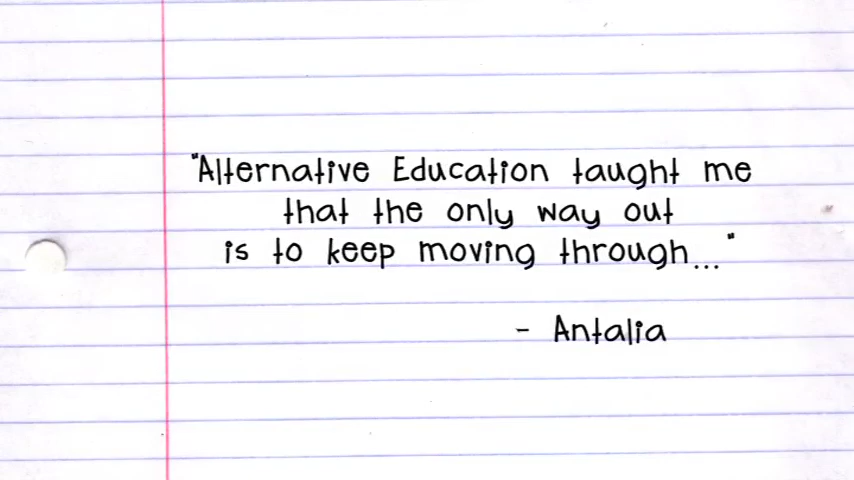 "Alternative Education taught me
that the only way out
is to keep moving through..."
- Antalia